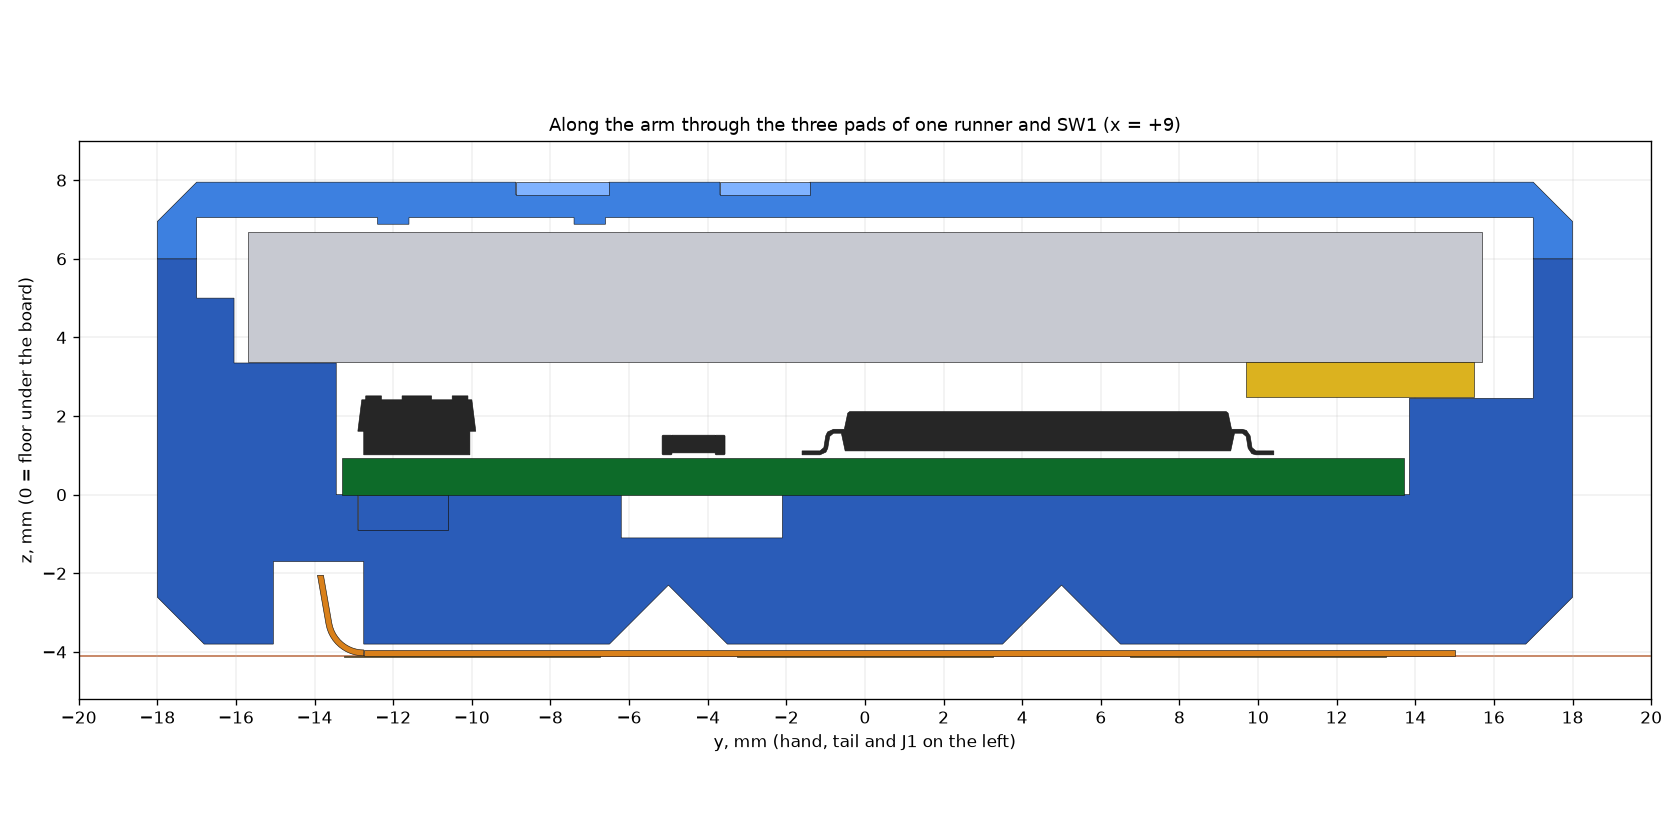 Along the arm through the three pads of one runner and SW1 (x = +9)
z, mm (0 = floor under the board)
8
6
4
2
0
−2
−4
−20 −18 −16 −14 −12 −10 −8 −6 −4 −2 0 2 4 6 8 10 12 14 16 18 20
y, mm (hand, tail and J1 on the left)